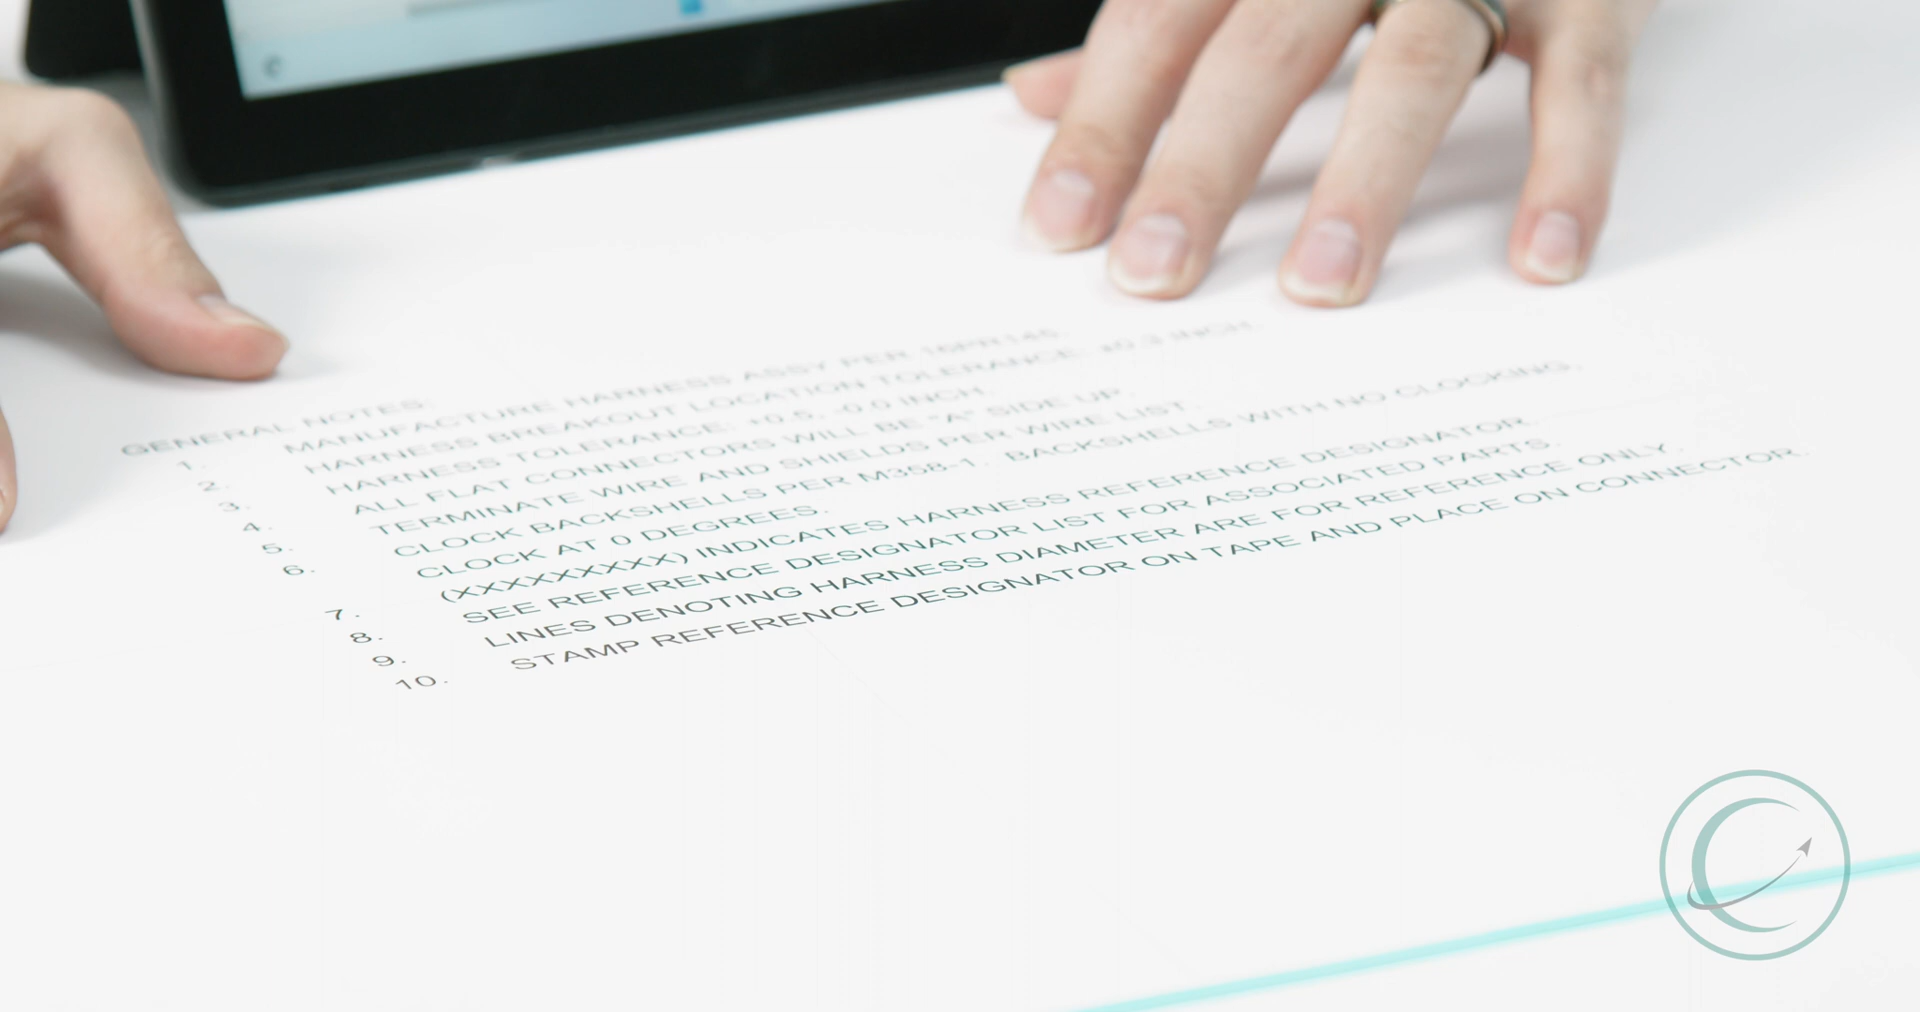 GENERAL NOTES:
1. MANUFACTURE HARNESS ASSY PER 16PR145.
2. HARNESS BREAKOUT LOCATION TOLERANCE: ±0.3 INCH.
3. HARNESS TOLERANCE: +0.5, -0.0 INCH.
4. ALL FLAT CONNECTORS WILL BE "A" SIDE UP.
5. TERMINATE WIRE AND SHIELDS PER WIRE LIST.
6. CLOCK BACKSHELLS PER M358-1. BACKSHELLS WITH NO CLOCKING,
CLOCK AT 0 DEGREES.
7. (XXXXXXXXX) INDICATES HARNESS REFERENCE DESIGNATOR.
8. SEE REFERENCE DESIGNATOR LIST FOR ASSOCIATED PARTS.
9. LINES DENOTING HARNESS DIAMETER ARE FOR REFERENCE ONLY.
10. STAMP REFERENCE DESIGNATOR ON TAPE AND PLACE ON CONNECTOR.